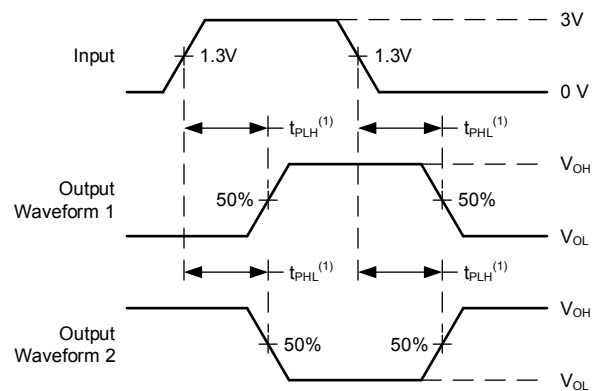 3V
Input
1.3V
1.3V
0 V
tPLH(1)
tPHL(1)
VOH
Output
Waveform 1
50%
50%
VOL
tPHL(1)
tPLH(1)
VOH
Output
Waveform 2
50%
50%
VOL